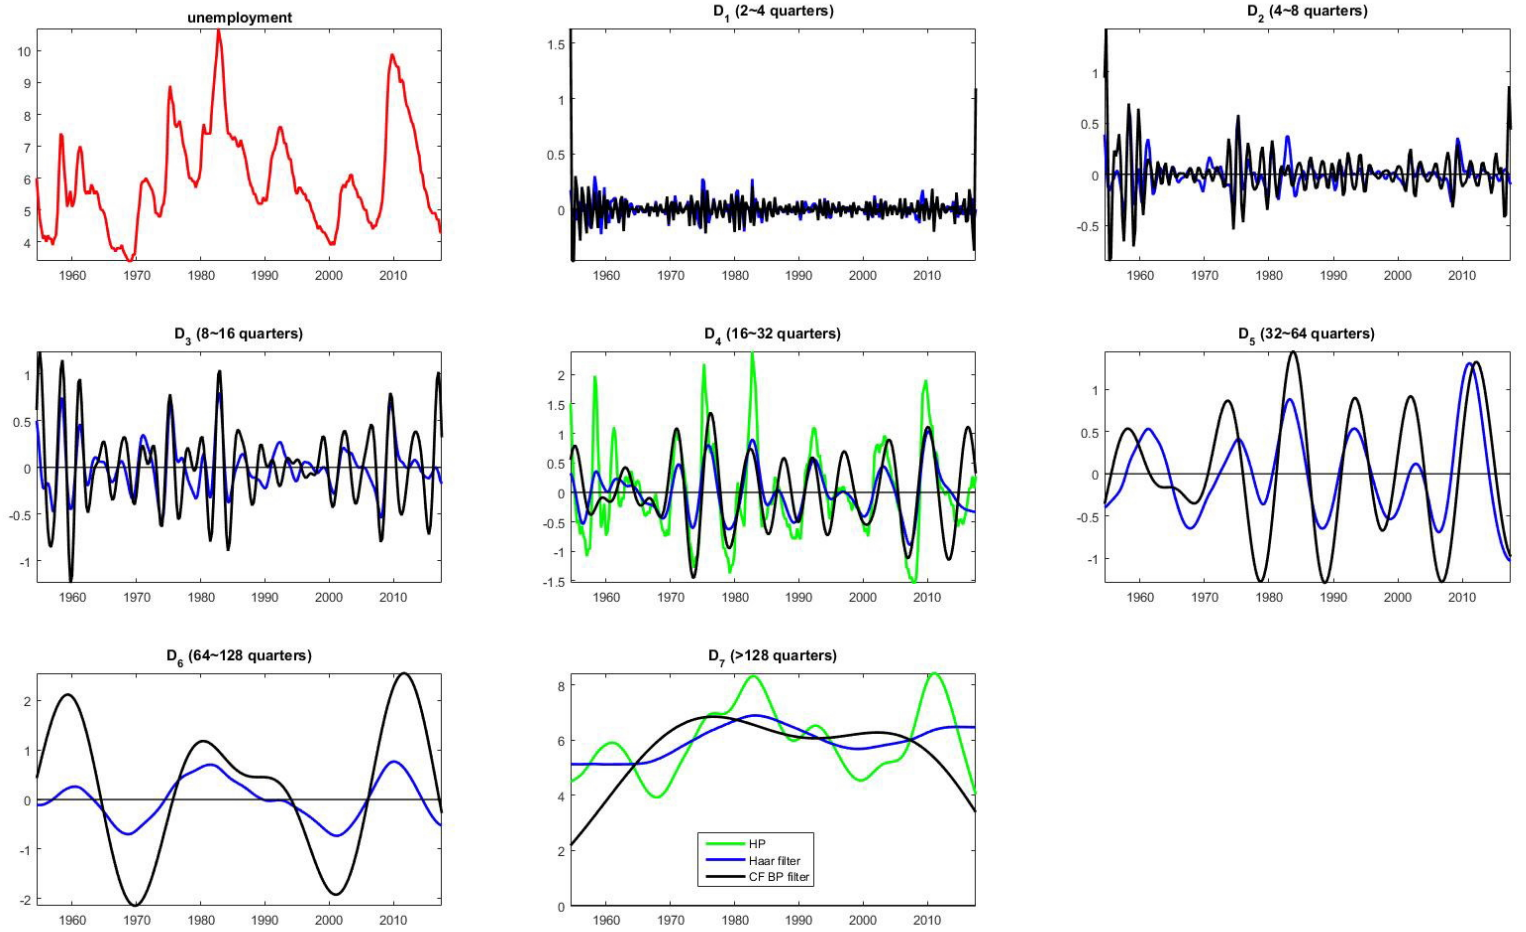 unemployment
10
9
8
7
6
5
4
1960 1970 1980 1990 2000 2010
D1 (2~4 quarters)
1.5
1
0.5
0
1960 1970 1980 1990 2000 2010
D2 (4~8 quarters)
1
0.5
0
-0.5
1960 1970 1980 1990 2000 2010
D3 (8~16 quarters)
1
0.5
0
-0.5
-1
1960 1970 1980 1990 2000 2010
D4 (16~32 quarters)
2
1.5
1
0.5
0
-0.5
-1
-1.5
1960 1970 1980 1990 2000 2010
D5 (32~64 quarters)
1
0.5
0
-0.5
-1
1960 1970 1980 1990 2000 2010
D6 (64~128 quarters)
2
1
0
-1
-2
1960 1970 1980 1990 2000 2010
D7 (>128 quarters)
8
6
4
2
0
HP
Haar filter
CF BP filter
1960 1970 1980 1990 2000 2010